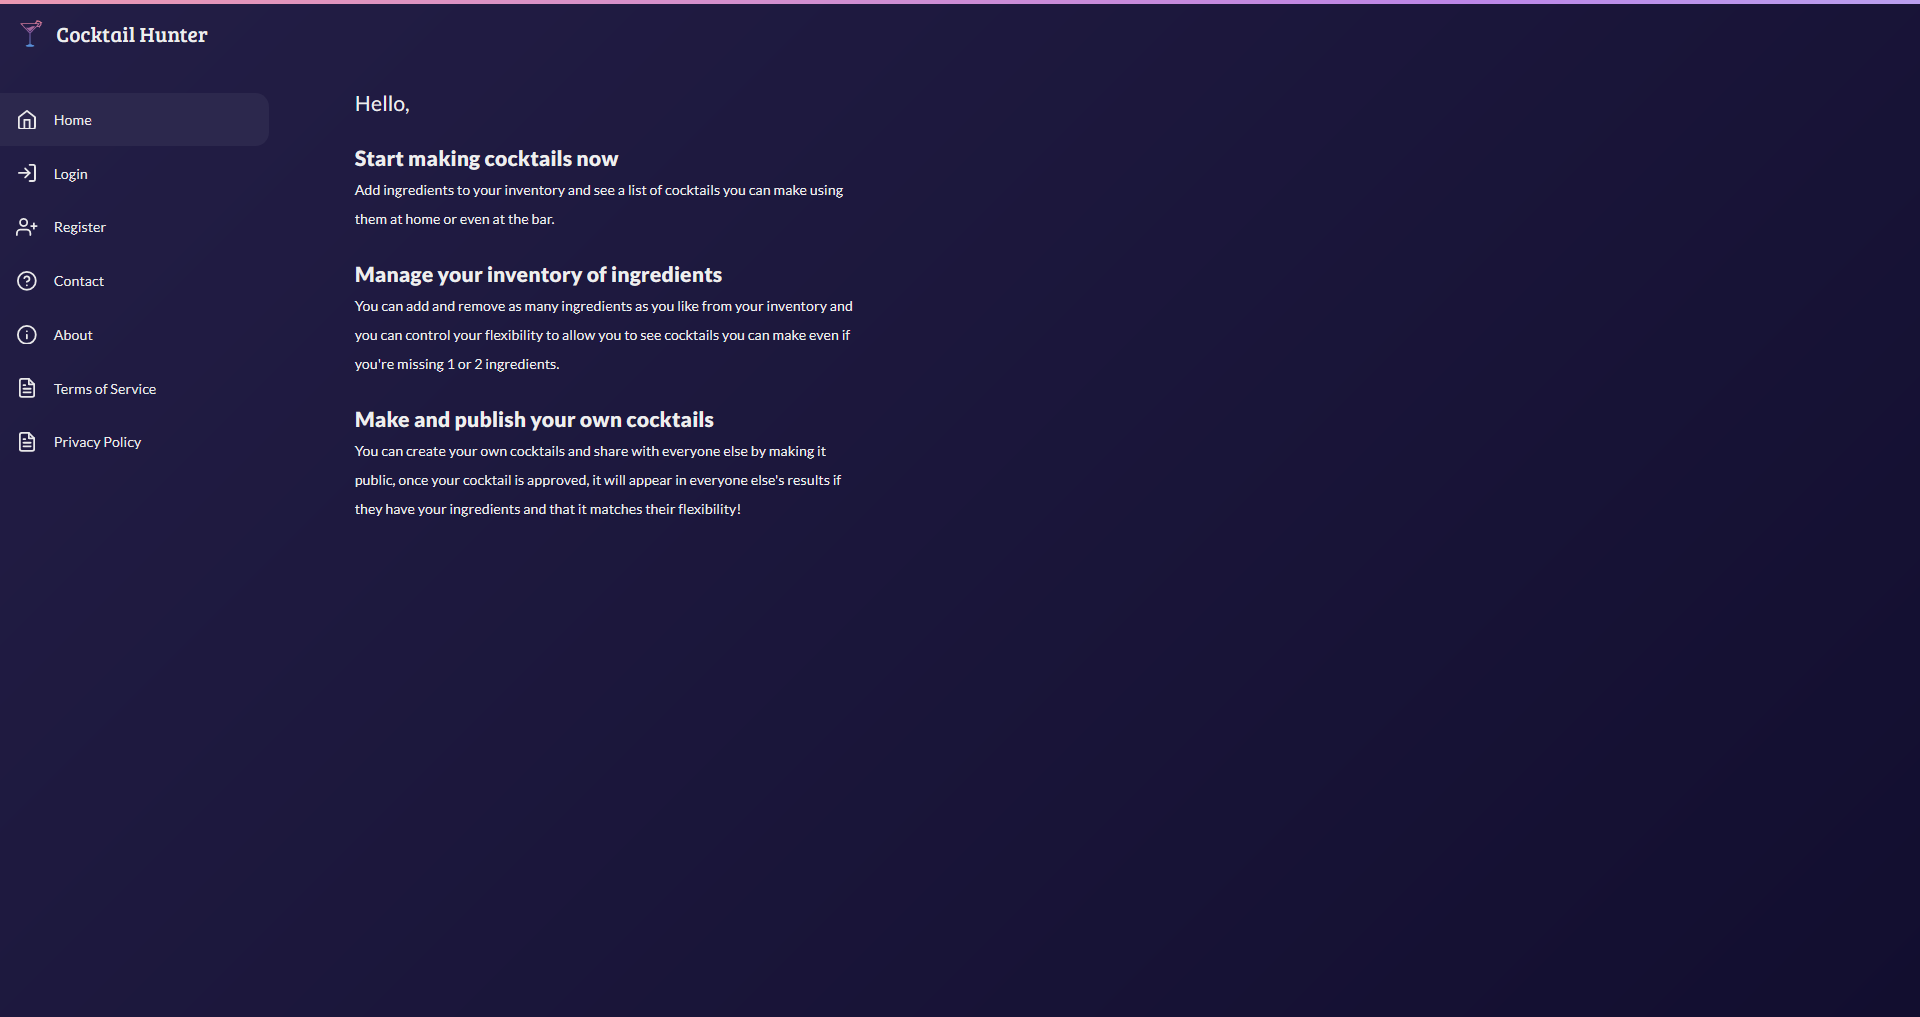 Cocktail Hunter
Home
Login
Register
Contact
About
Terms of Service
Privacy Policy
Hello,
Start making cocktails now
Add ingredients to your inventory and see a list of cocktails you can make using
them at home or even at the bar.
Manage your inventory of ingredients
You can add and remove as many ingredients as you like from your inventory and
you can control your flexibility to allow you to see cocktails you can make even if
you're missing 1 or 2 ingredients.
Make and publish your own cocktails
You can create your own cocktails and share with everyone else by making it
public, once your cocktail is approved, it will appear in everyone else's results if
they have your ingredients and that it matches their flexibility!